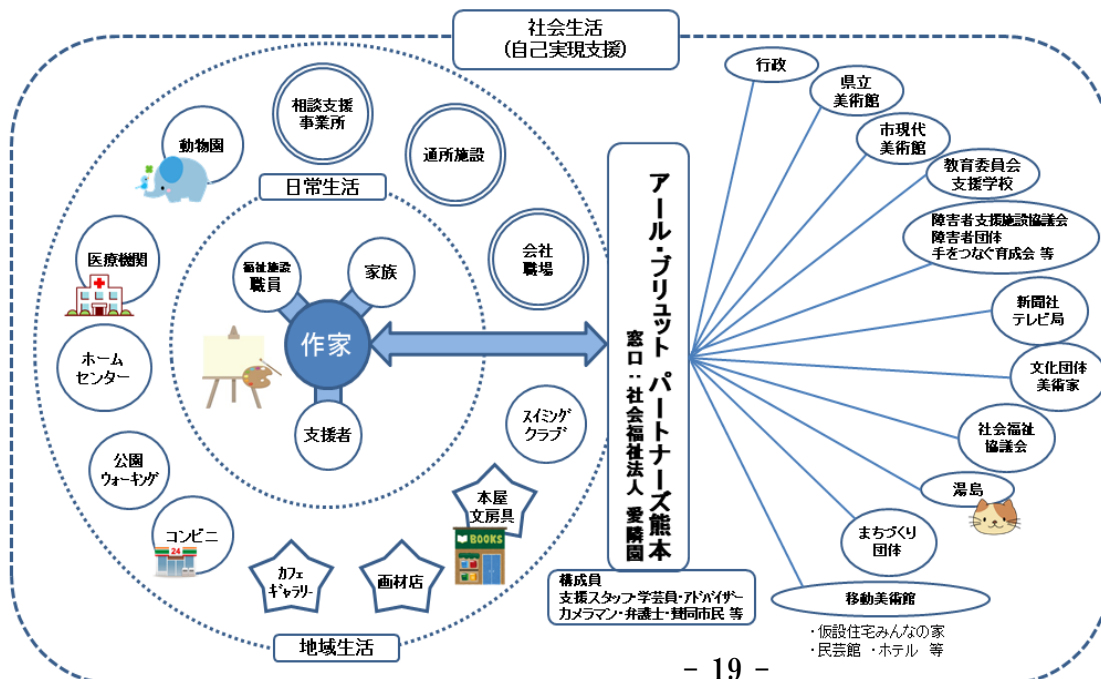 社会生活
(自己実現支援)
行政
県立
美術館
市現代
美術館
教育委員会
支援学校
障害者支援施設協議会
障害者団体
手をつなぐ育成会 等
新聞社
テレビ局
文化団体
美術家
社会福祉
協議会
湯島
まちづくり
団体
移動美術館
・仮設住宅みんなの家
・民芸館 ・ホテル 等
アール・ブリュット パートナーズ熊本
窓口：社会福祉法人 愛隣園
構成員
支援スタッフ・学芸員・アドバイザー
カメラマン・弁護士・賛同市民 等
相談支援
事業所
動物園
通所施設
日常生活
医療機関
福祉施設
職員
家族
会社
職場
作家
ホーム
センター
支援者
スイミング
クラブ
公園
ウォーキング
本屋
文房具
BOOKS
コンビニ
24
カフェ
ギャラリー
画材店
地域生活
- 19 -